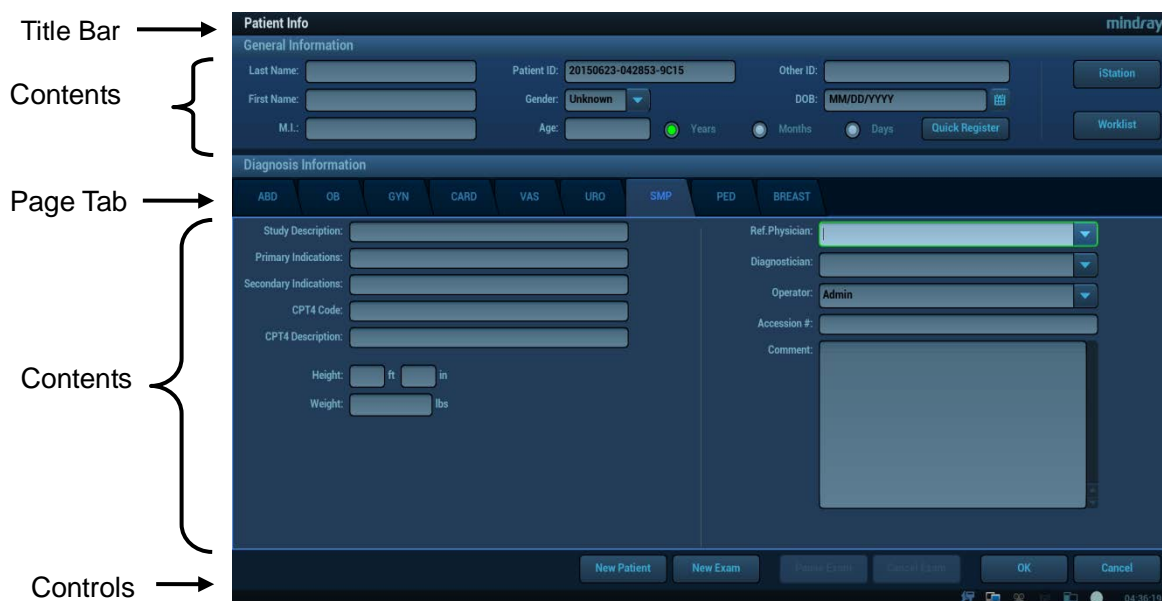 Title Bar
Patient Info
mindray
General Information
Contents
Last Name:
Patient ID: 20150623-042853-9C15
Other ID:
iStation
First Name:
Gender: Unknown
DOB: MM/DD/YYYY
M.I.:
Age:
Years
Months
Days
Quick Register
Worklist
Diagnosis Information
Page Tab
ABD OB GYN CARD VAS URO SMP PED BREAST
Contents
Study Description:
Primary Indications:
Secondary Indications:
CPT4 Code:
CPT4 Description:
Height: ft in
Weight: lbs
Ref.Physician:
Diagnostician:
Operator: Admin
Accession #:
Comment:
Controls
New Patient New Exam Pause Exam Cancel Exam OK Cancel
04:36:19